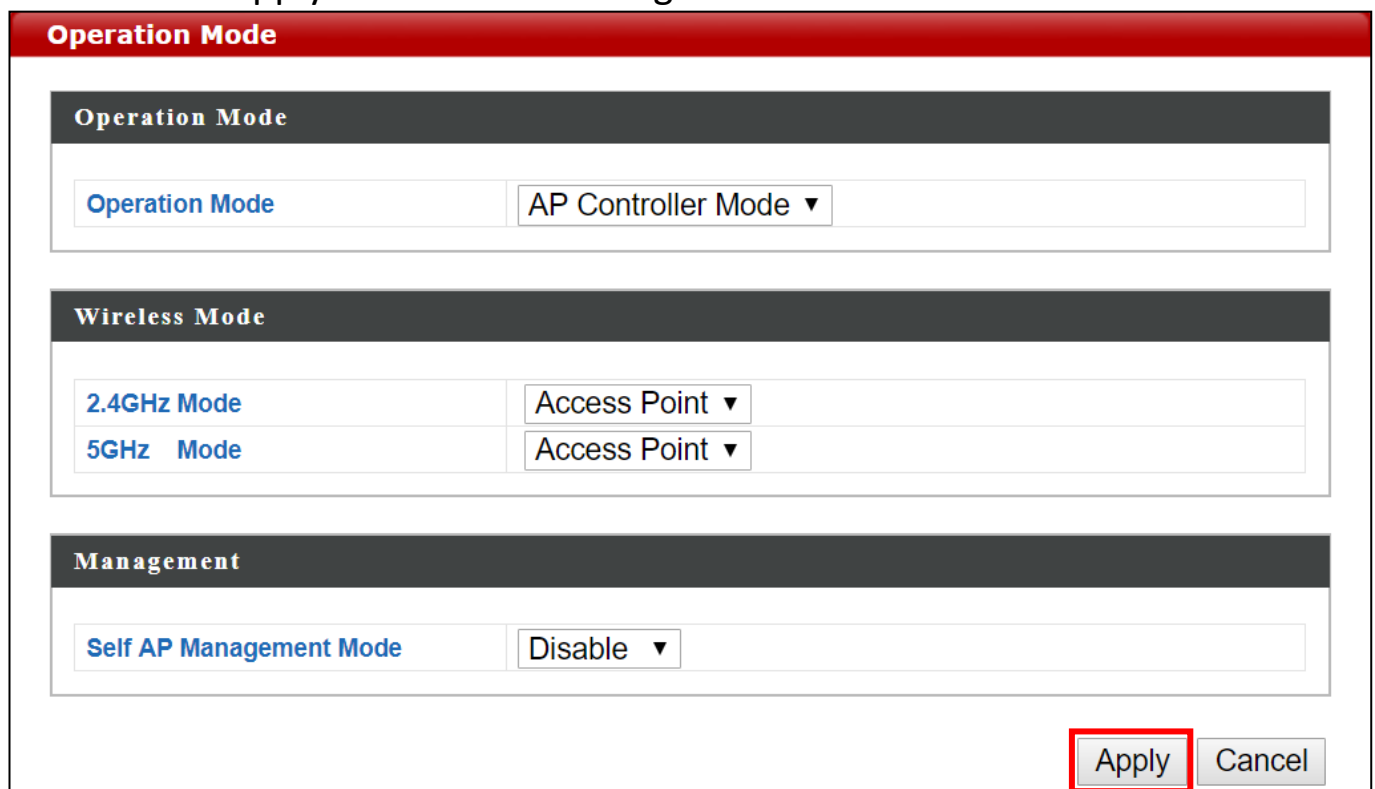 Operation Mode
Operation Mode
Operation Mode AP Controller Mode ▼
Wireless Mode
2.4GHz Mode Access Point ▼
5GHz Mode Access Point ▼
Management
Self AP Management Mode Disable ▼
Apply Cancel